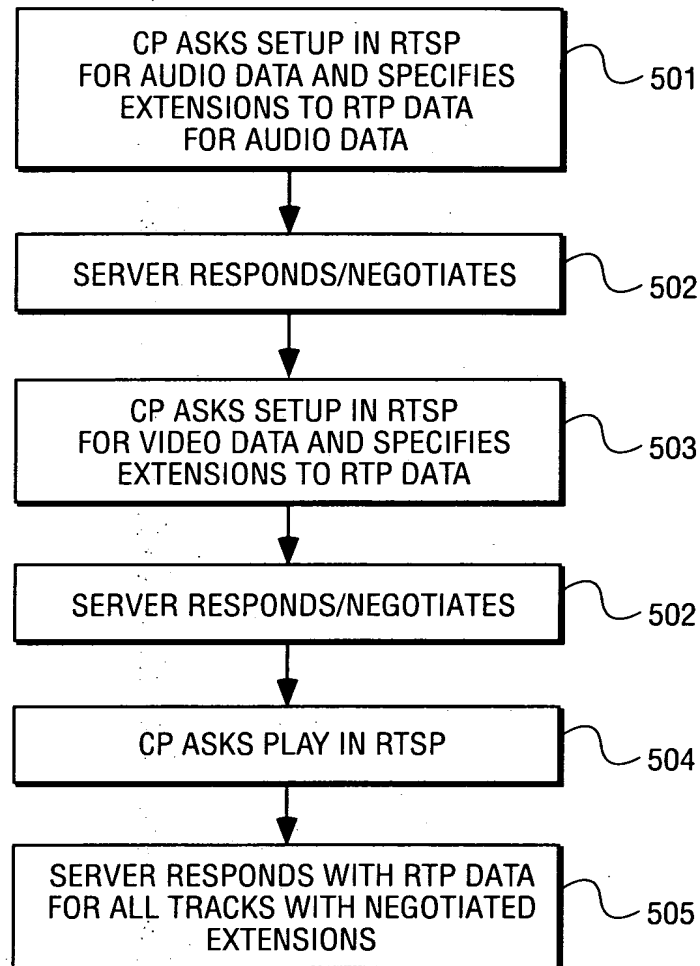 CP ASKS SETUP IN RTSP
FOR AUDIO DATA AND SPECIFIES
EXTENSIONS TO RTP DATA
FOR AUDIO DATA
501
SERVER RESPONDS/NEGOTIATES
502
CP ASKS SETUP IN RTSP
FOR VIDEO DATA AND SPECIFIES
EXTENSIONS TO RTP DATA
503
SERVER RESPONDS/NEGOTIATES
502
CP ASKS PLAY IN RTSP
504
SERVER RESPONDS WITH RTP DATA
FOR ALL TRACKS WITH NEGOTIATED
EXTENSIONS
505